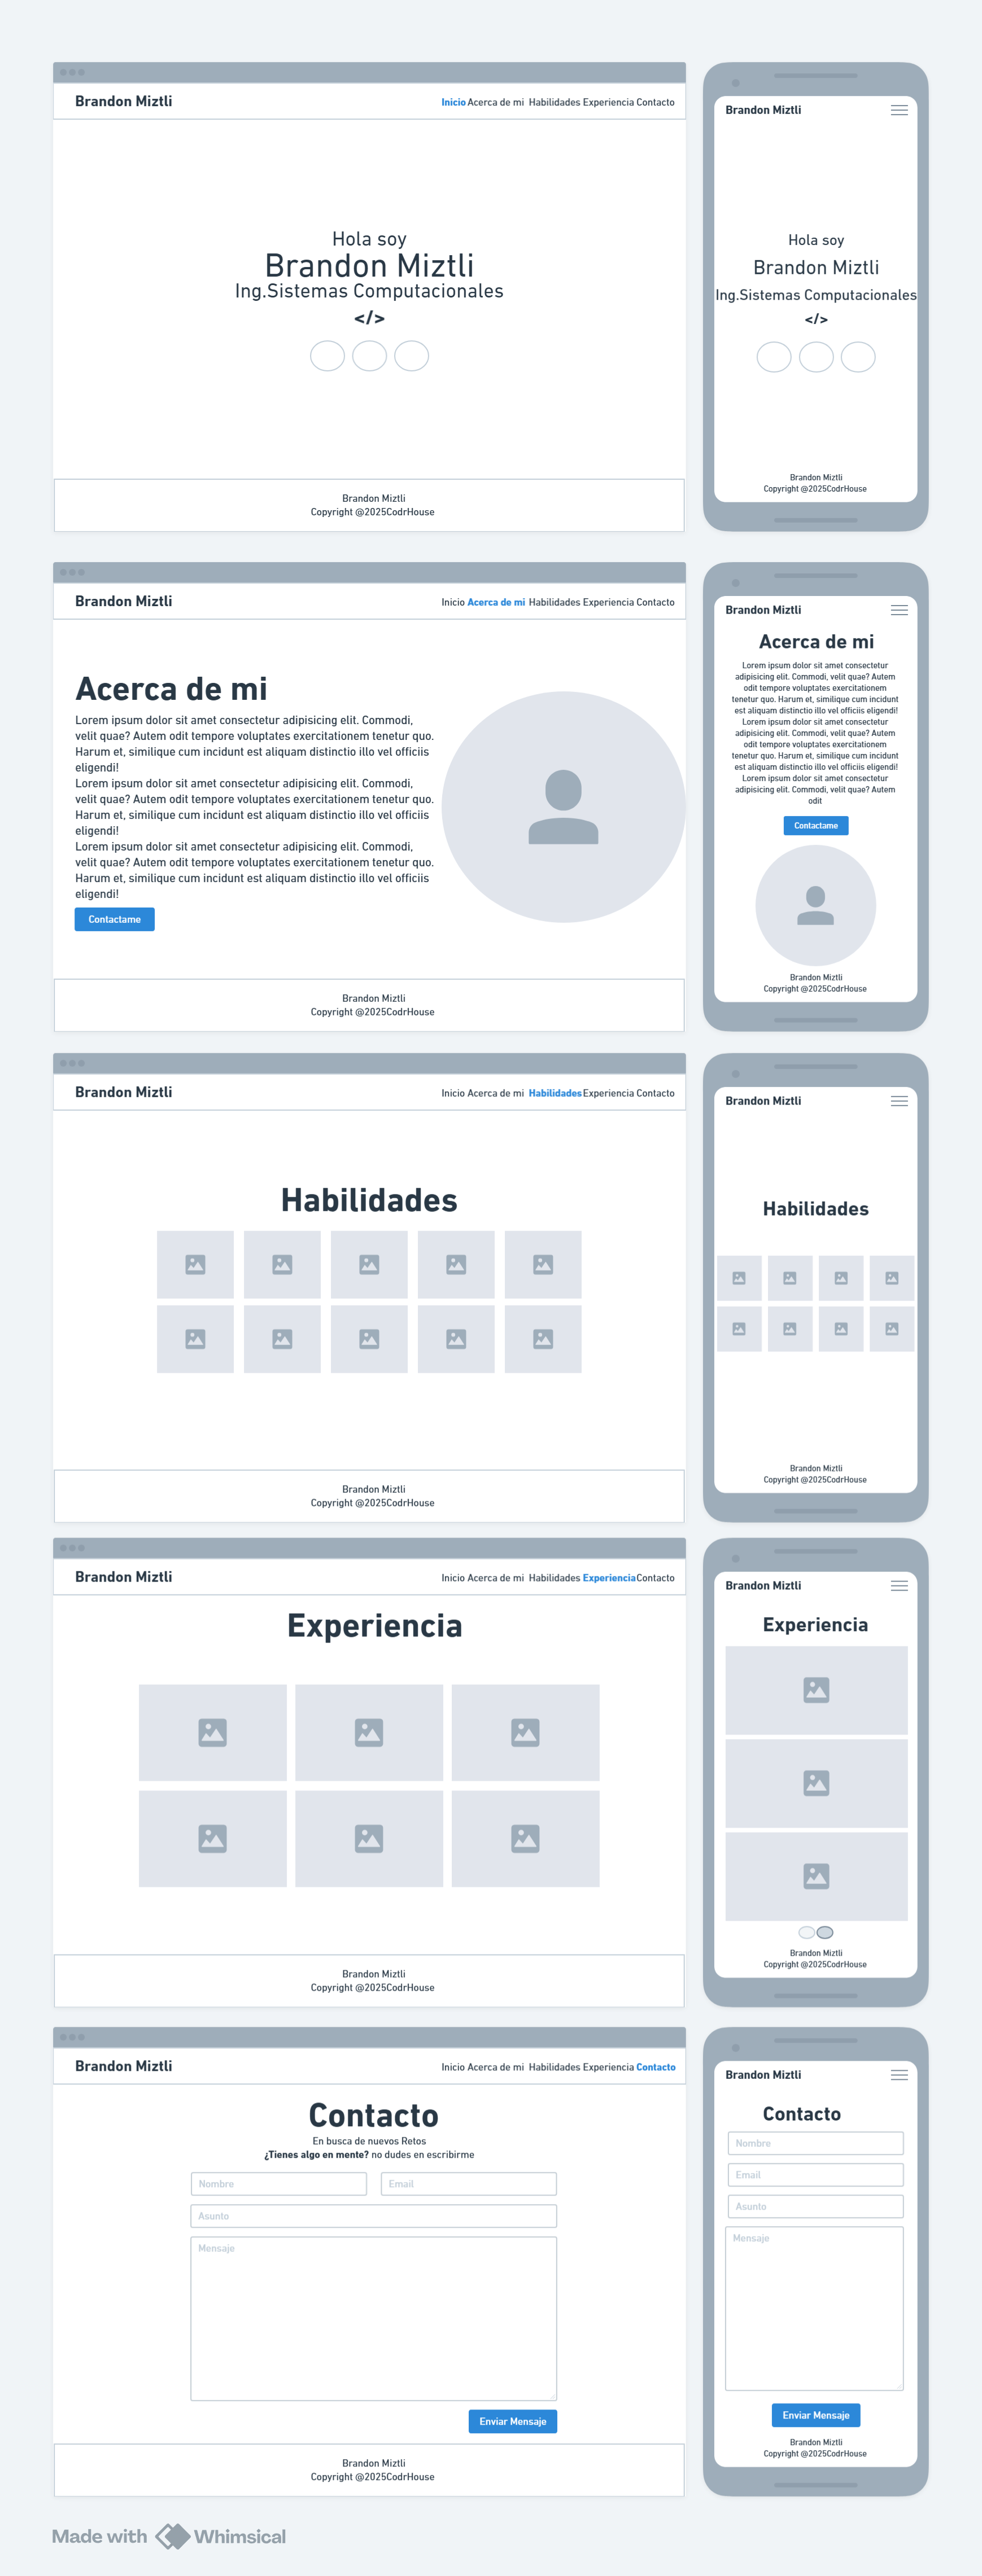 Brandon Miztli
Inicio Acerca de mi Habilidades Experiencia Contacto
Hola soy
Brandon Miztli
Ing.Sistemas Computacionales
</>
Brandon Miztli
Copyright @2025CodrHouse
Brandon Miztli
Hola soy
Brandon Miztli
Ing.Sistemas Computacionales
</>
Brandon Miztli
Copyright @2025CodrHouse
Brandon Miztli
Inicio Acerca de mi Habilidades Experiencia Contacto
Acerca de mi
Lorem ipsum dolor sit amet consectetur adipisicing elit. Commodi,
velit quae? Autem odit tempore voluptates exercitationem tenetur quo.
Harum et, similique cum incidunt est aliquam distinctio illo vel officiis
eligendi!
Lorem ipsum dolor sit amet consectetur adipisicing elit. Commodi,
velit quae? Autem odit tempore voluptates exercitationem tenetur quo.
Harum et, similique cum incidunt est aliquam distinctio illo vel officiis
eligendi!
Lorem ipsum dolor sit amet consectetur adipisicing elit. Commodi,
velit quae? Autem odit tempore voluptates exercitationem tenetur quo.
Harum et, similique cum incidunt est aliquam distinctio illo vel officiis
eligendi!
Contactame
Brandon Miztli
Copyright @2025CodrHouse
Brandon Miztli
Acerca de mi
Lorem ipsum dolor sit amet consectetur
adipisicing elit. Commodi, velit quae? Autem
odit tempore voluptates exercitationem
tenetur quo. Harum et, similique cum incidunt
est aliquam distinctio illo vel officiis eligendi!
Lorem ipsum dolor sit amet consectetur
adipisicing elit. Commodi, velit quae? Autem
odit tempore voluptates exercitationem
tenetur quo. Harum et, similique cum incidunt
est aliquam distinctio illo vel officiis eligendi!
Lorem ipsum dolor sit amet consectetur
adipisicing elit. Commodi, velit quae? Autem
odit
Contactame
Brandon Miztli
Copyright @2025CodrHouse
Brandon Miztli
Inicio Acerca de mi Habilidades Experiencia Contacto
Habilidades
Brandon Miztli
Copyright @2025CodrHouse
Brandon Miztli
Habilidades
Brandon Miztli
Copyright @2025CodrHouse
Brandon Miztli
Inicio Acerca de mi Habilidades Experiencia Contacto
Experiencia
Brandon Miztli
Copyright @2025CodrHouse
Brandon Miztli
Experiencia
Brandon Miztli
Copyright @2025CodrHouse
Brandon Miztli
Inicio Acerca de mi Habilidades Experiencia Contacto
Contacto
En busca de nuevos Retos
¿Tienes algo en mente? no dudes en escribirme
Nombre
Email
Asunto
Mensaje
Enviar Mensaje
Brandon Miztli
Copyright @2025CodrHouse
Brandon Miztli
Contacto
Nombre
Email
Asunto
Mensaje
Enviar Mensaje
Brandon Miztli
Copyright @2025CodrHouse
Made with Whimsical